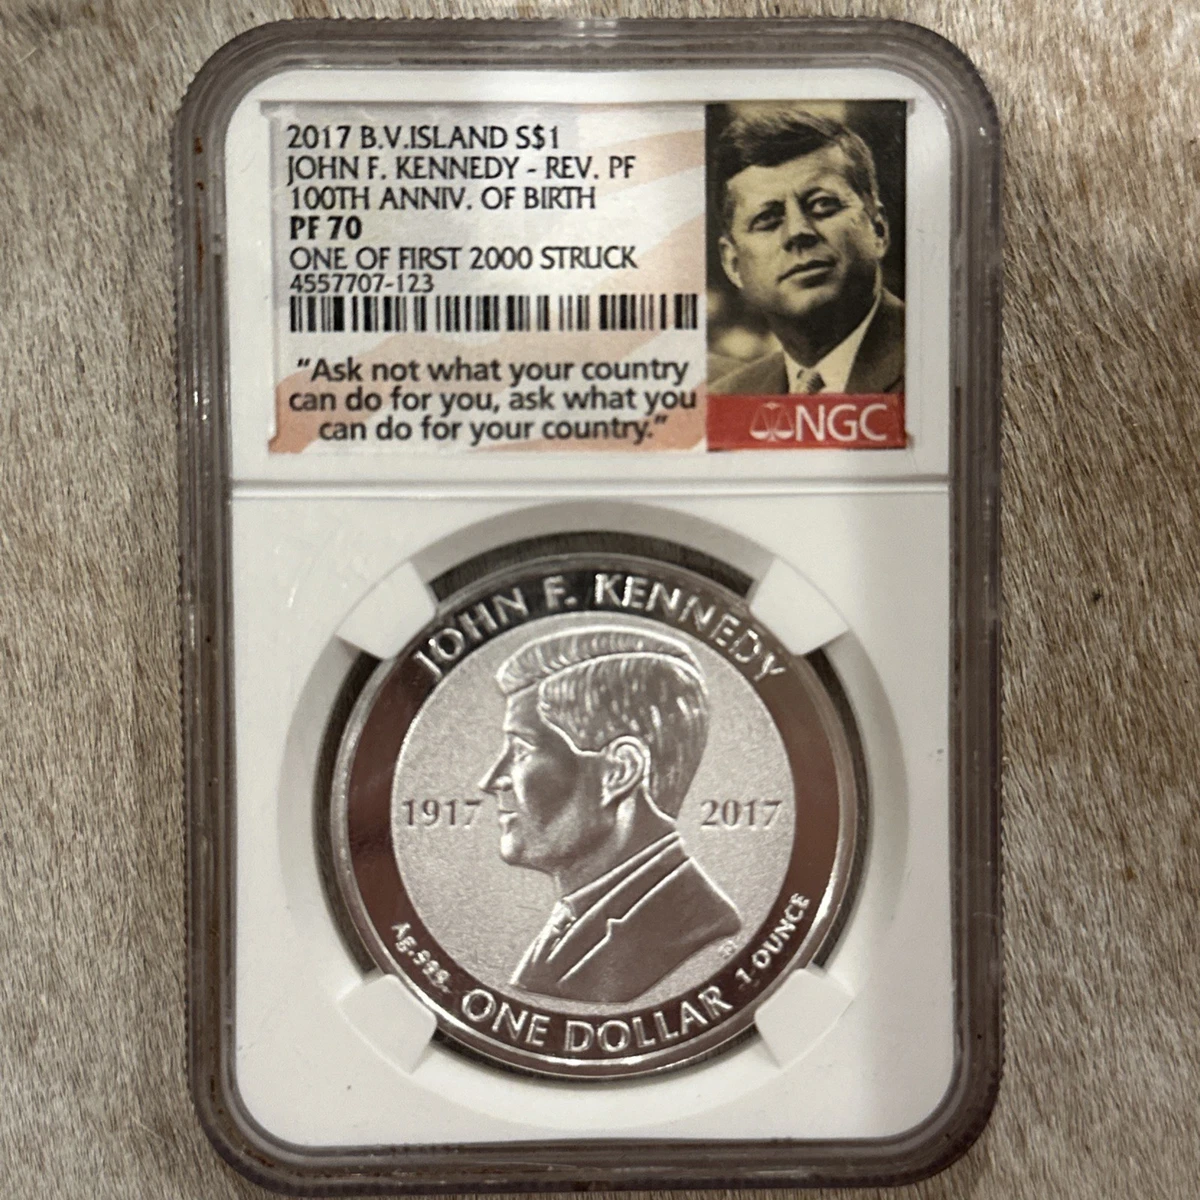 2017 B.V.ISLAND S$1
JOHN F. KENNEDY - REV. PF
100TH ANNIV. OF BIRTH
PF 70
ONE OF FIRST 2000 STRUCK
4557707-123
“Ask not what your country
can do for you, ask what you
can do for your country.”
NGC
JOHN F. KENNEDY
1917 2017
Ag.999.
ONE DOLLAR
1 OUNCE